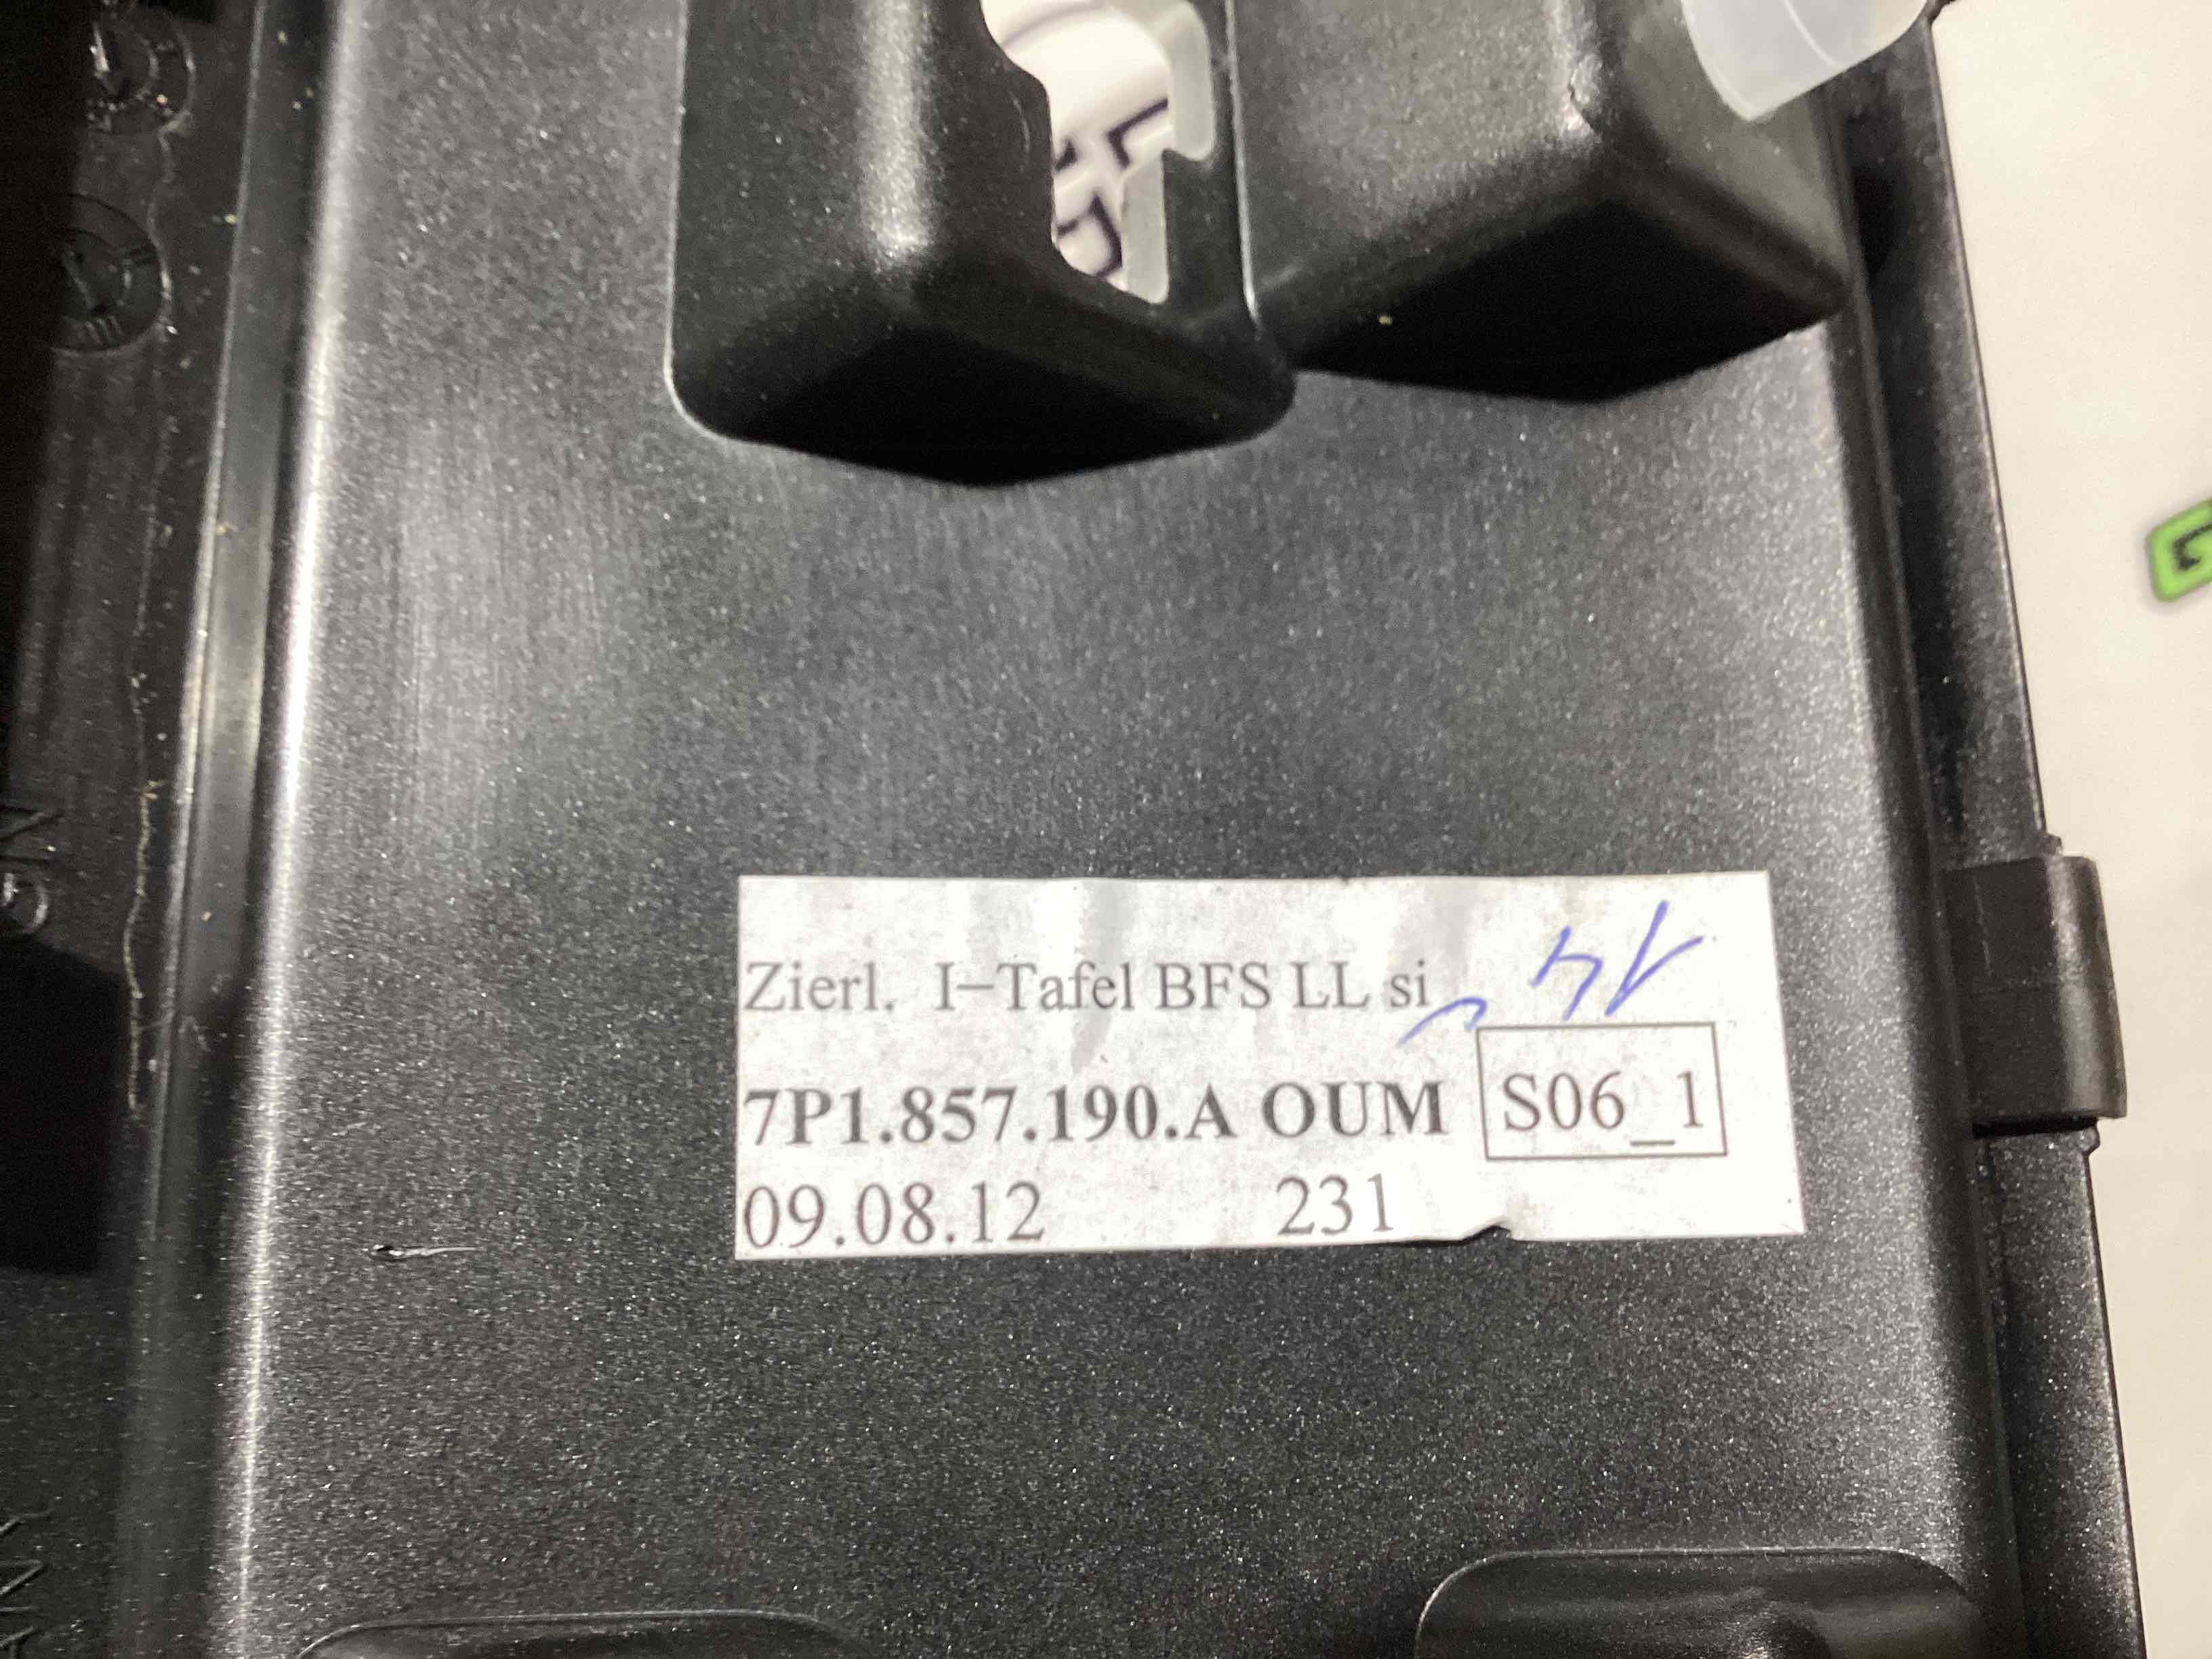 Zierl. I-Tafel BFS LL si
7P1.857.190.A OUM
S06_1
09.08.12 231
G